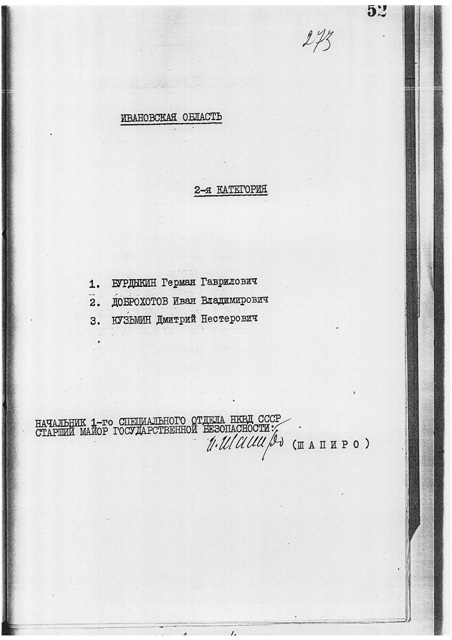 52
273
ИВАНОВСКАЯ ОБЛАСТЬ
2-я КАТЕГОРИЯ
1. БУРДЫКИН Герман Гаврилович
2. ДОБРОХОТОВ Иван Владимирович
3. КУЗЬМИН Дмитрий Нестерович
НАЧАЛЬНИК 1-го СПЕЦИАЛЬНОГО ОТДЕЛА НКВД СССР
СТАРШИЙ МАЙОР ГОСУДАРСТВЕННОЙ БЕЗОПАСНОСТИ:
И. Шапиро (ШАПИРО)